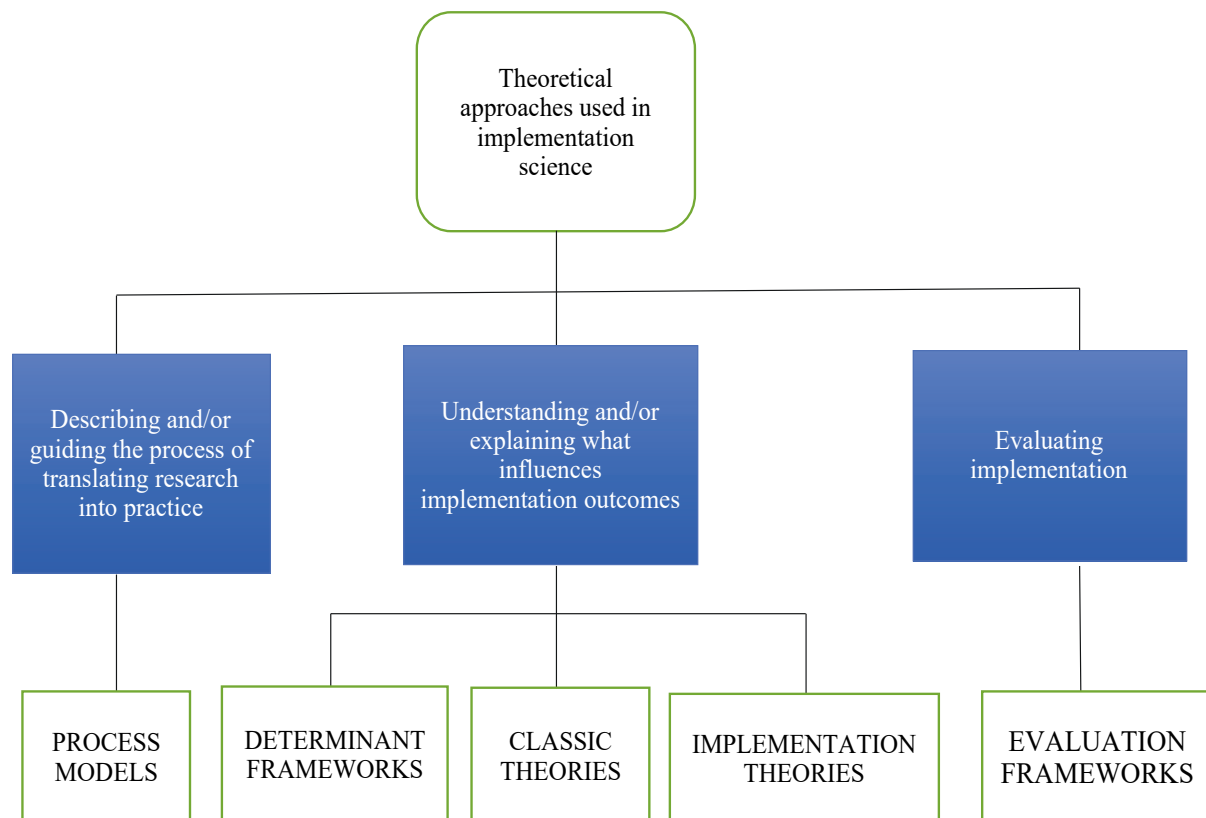 Theoretical
approaches used in
implementation
science
Describing and/or
guiding the process of
translating research
into practice
Understanding and/or
explaining what
influences
implementation outcomes
Evaluating
implementation
PROCESS
MODELS
DETERMINANT
FRAMEWORKS
CLASSIC
THEORIES
IMPLEMENTATION
THEORIES
EVALUATION
FRAMEWORKS